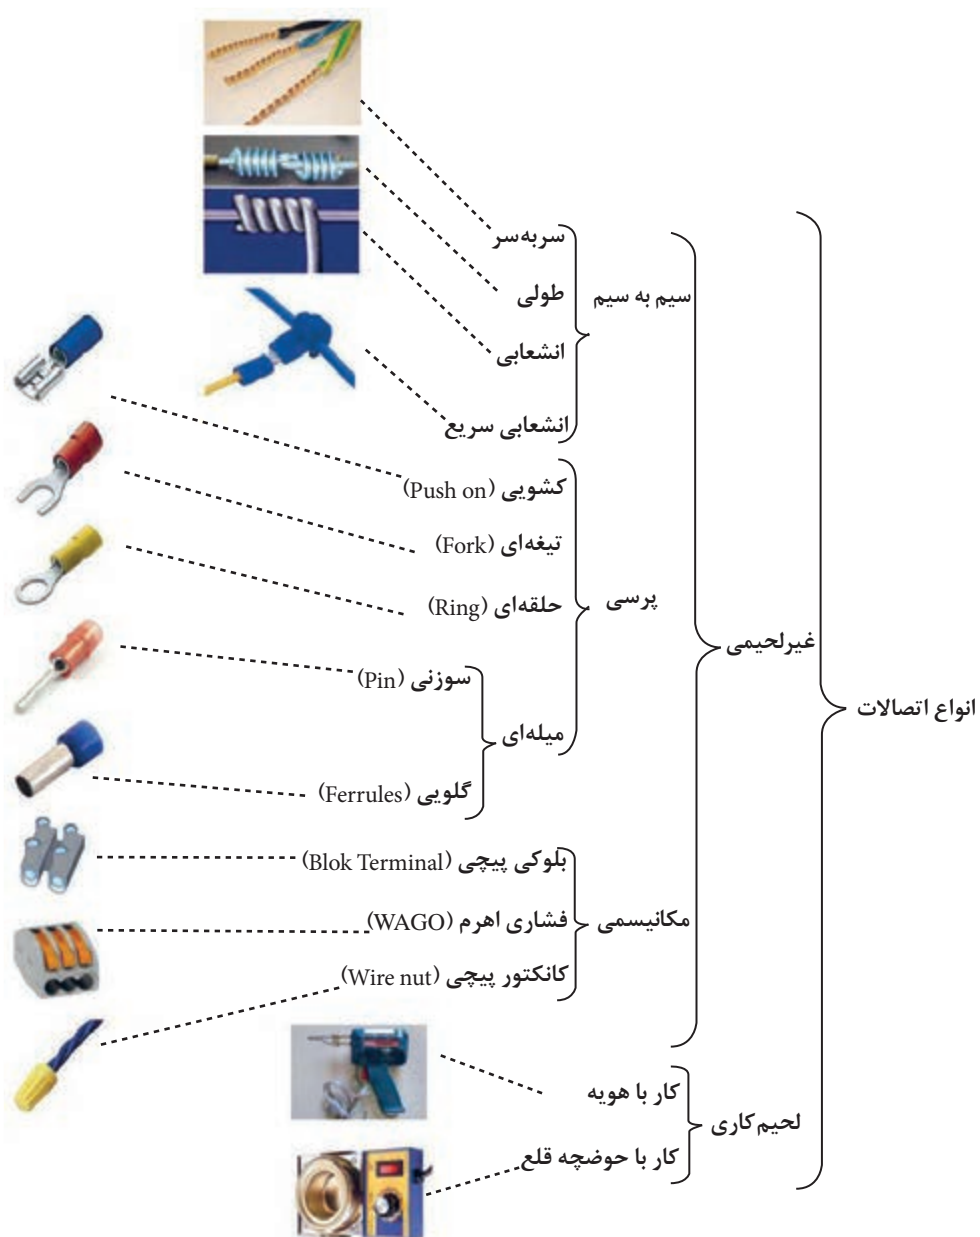 سربه‌سر
طولی
سیم به سیم
انشعابی
انشعابی سریع
کشویی (Push on)
تیغه‌ای (Fork)
پرسی
حلقه‌ای (Ring)
غیرلحیمی
سوزنی (Pin)
انواع اتصالات
میله‌ای
گلویی (Ferrules)
بلوکی پیچی (Blok Terminal)
فشاری اهرم (WAGO)
مکانیسمی
کانکتور پیچی (Wire nut)
کار با هویه
لحیم‌کاری
کار با حوضچه قلع